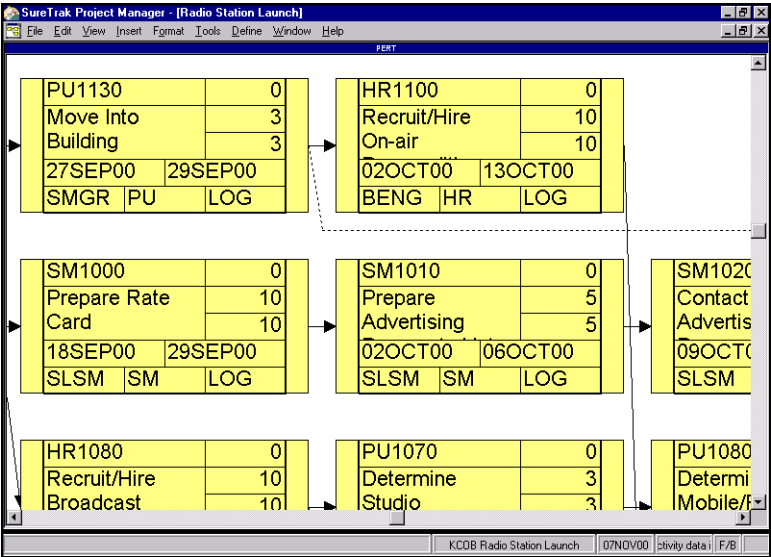 SureTrak Project Manager - [Radio Station Launch]
File Edit View Insert Format Tools Define Window Help
PERT
PU1130 0
Move Into 3
Building 3
27SEP00 29SEP00
SMGR PU LOG
HR1100 0
Recruit/Hire 10
On-air 10
02OCT00 13OCT00
BENG HR LOG
SM1000 0
Prepare Rate 10
Card 10
18SEP00 29SEP00
SLSM SM LOG
SM1010 0
Prepare 5
Advertising 5
02OCT00 06OCT00
SLSM SM LOG
SM1020
Contact
Advertis
09OCT0
SLSM
HR1080 0
Recruit/Hire 10
Broadcast 10
PU1070 0
Determine 3
Studio 3
PU1080
Determi
Mobile/F
KCOB Radio Station Launch 07NOV00 ctivity data i F/B